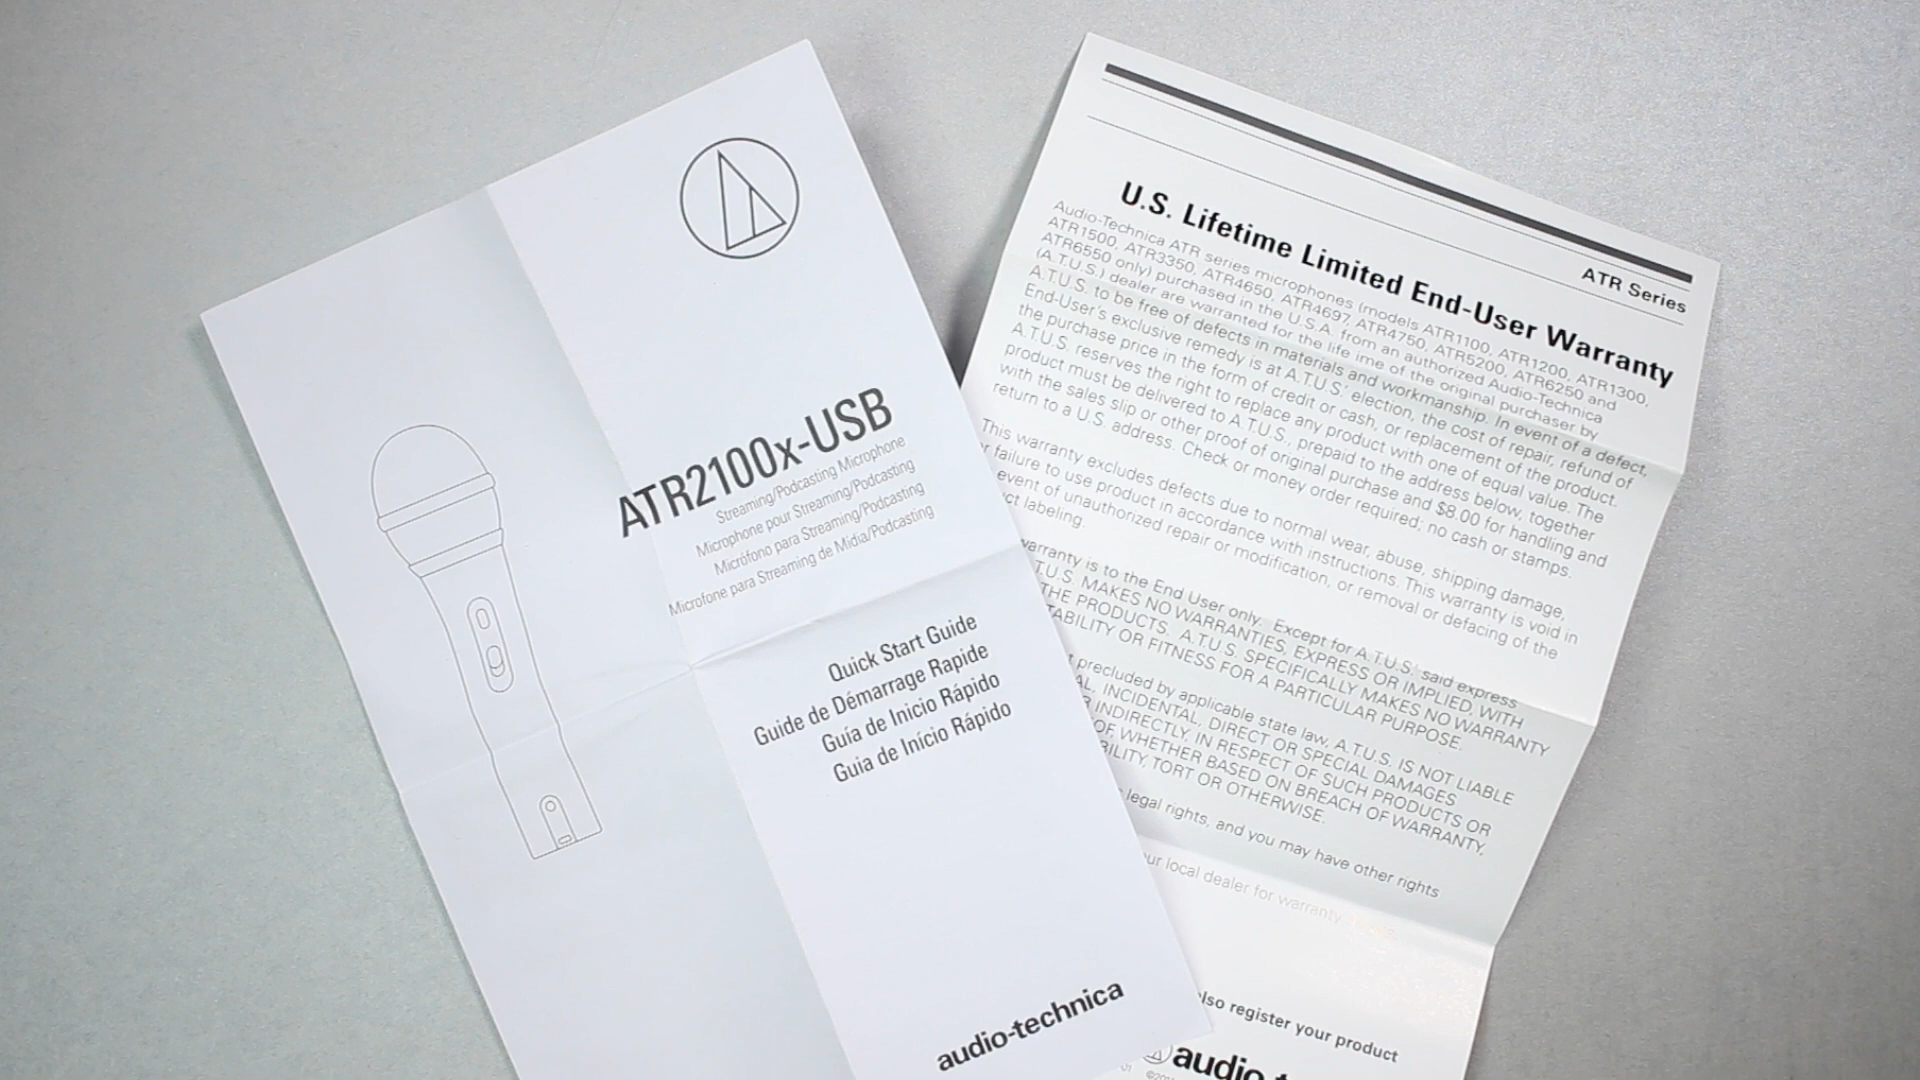 ATR2100x-USB
Streaming/Podcasting Microphone
Microphone pour Streaming/Podcasting
Micrófono para Streaming/Podcasting
Microfone para Streaming de Mídia/Podcasting
Quick Start Guide
Guide de Démarrage Rapide
Guía de Inicio Rápido
Guia de Início Rápido
audio-technica
ATR Series
U.S. Lifetime Limited End-User Warranty
Audio-Technica ATR series microphones (models ATR1100, ATR1200, ATR1300,
ATR1500, ATR3350, ATR4650, ATR4697, ATR4750, ATR5200, ATR6250 and
ATR6550 only) purchased in the U.S.A. from an authorized Audio-Technica
(A.T.U.S.) dealer are warranted for the life ime of the original purchaser by
A.T.U.S. to be free of defects in materials and workmanship. In event of a defect,
End-User's exclusive remedy is at A.T.U.S.' election, the cost of repair, refund of
the purchase price in the form of credit or cash, or replacement of the product.
A.T.U.S. reserves the right to replace any product with one of equal value. The
product must be delivered to A.T.U.S., prepaid to the address below, together
with the sales slip or other proof of original purchase and $8.00 for handling and
return to a U.S. address. Check or money order required; no cash or stamps.
This warranty excludes defects due to normal wear, abuse, shipping damage,
failure to use product in accordance with instructions. This warranty is void in
event of unauthorized repair or modification, or removal or defacing of the
labeling.
warranty is to the End User only. Except for A.T.U.S.' said express
T.U.S. MAKES NO WARRANTIES, EXPRESS OR IMPLIED, WITH
THE PRODUCTS. A.T.U.S. SPECIFICALLY MAKES NO WARRANTY
TABILITY OR FITNESS FOR A PARTICULAR PURPOSE.
precluded by applicable state law, A.T.U.S. IS NOT LIABLE
AL, INCIDENTAL, DIRECT OR SPECIAL DAMAGES
INDIRECTLY, IN RESPECT OF SUCH PRODUCTS OR
OF, WHETHER BASED ON BREACH OF WARRANTY,
BILITY, TORT OR OTHERWISE.
legal rights, and you may have other rights
ur local dealer for warranty
lso register your product
audio